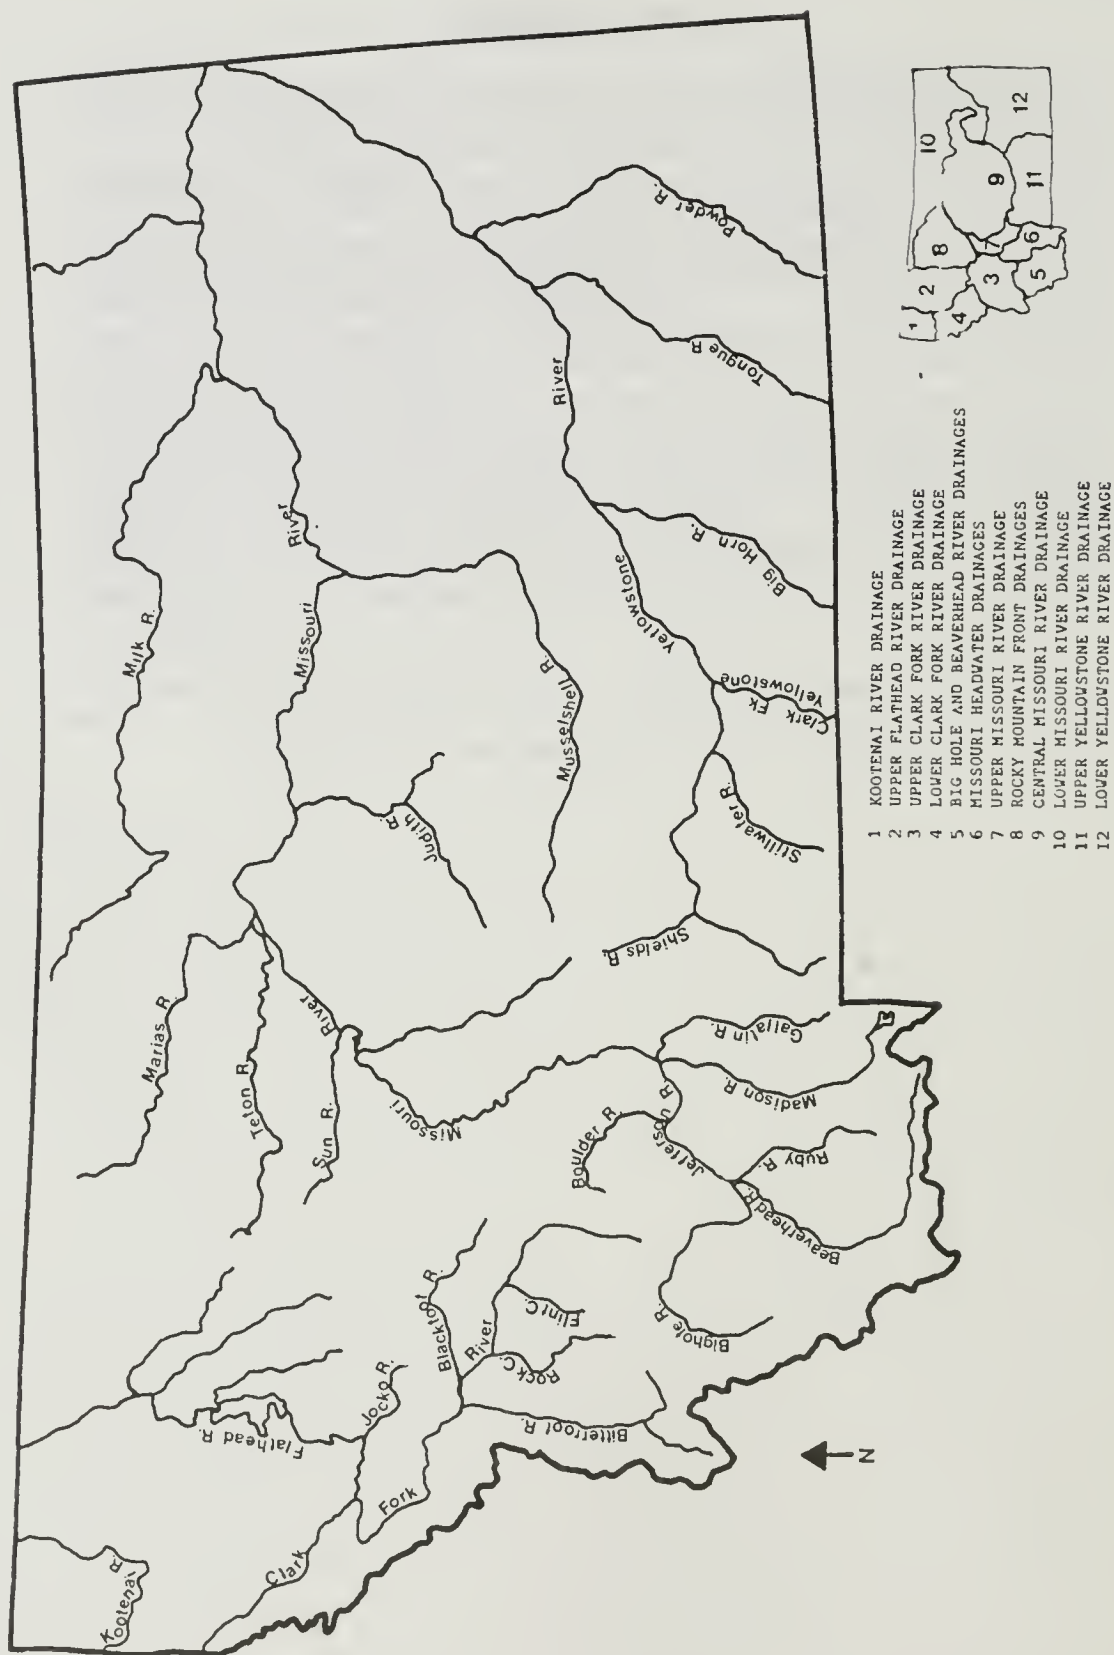 Kootenai R.
Clark
Fork
Flathead R.
Jocko R.
Blackfoot R.
River
Rock C.
Flint C.
Bitterroot R.
Bighole R.
Beaverhead R.
Ruby R.
Jefferson R.
Boulder R.
Madison R.
Gallatin R.
Missouri
River
Sun R.
Teton R.
Marias R.
Milk R.
Missouri
River
Judith R.
Musselshell R.
Shields R.
Stillwater R.
Clark Fk
Yellowstone
Yellowstone
River
Big Horn R.
Tongue R
Powder R.
N
1 KOOTENAI RIVER DRAINAGE
2 UPPER FLATHEAD RIVER DRAINAGE
3 UPPER CLARK FORK RIVER DRAINAGE
4 LOWER CLARK FORK RIVER DRAINAGE
5 BIG HOLE AND BEAVERHEAD RIVER DRAINAGES
6 MISSOURI HEADWATER DRAINAGES
7 UPPER MISSOURI RIVER DRAINAGE
8 ROCKY MOUNTAIN FRONT DRAINAGES
9 CENTRAL MISSOURI RIVER DRAINAGE
10 LOWER MISSOURI RIVER DRAINAGE
11 UPPER YELLOWSTONE RIVER DRAINAGE
12 LOWER YELLOWSTONE RIVER DRAINAGE
1
2
8
10
4
3
7
9
5
6
11
12